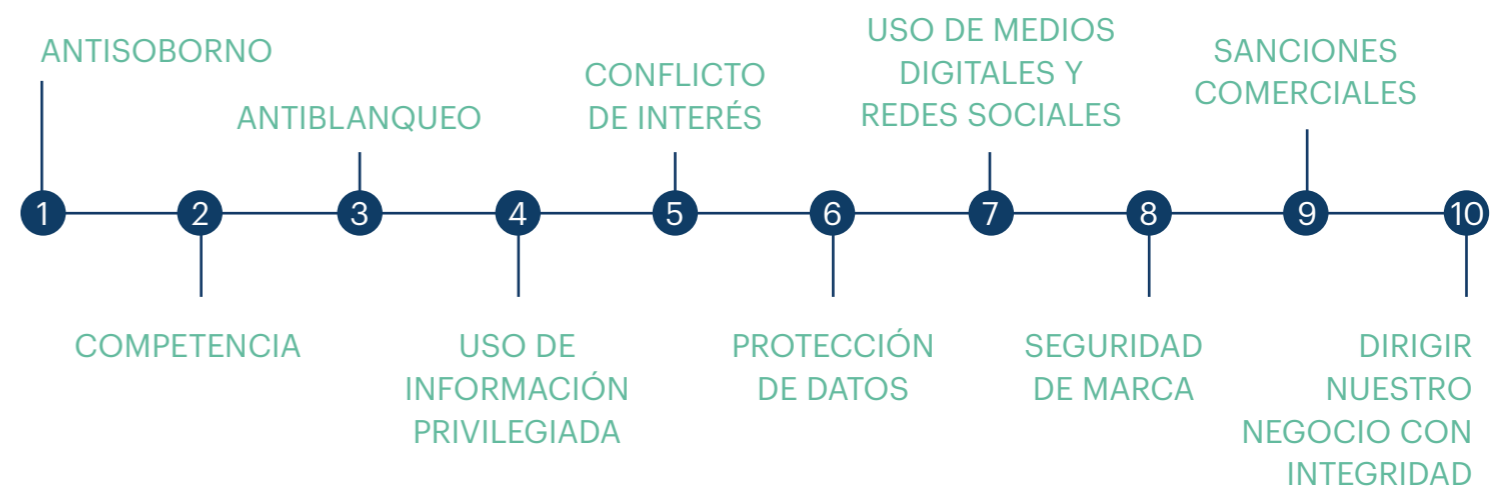 ANTISOBORNO
1
COMPETENCIA
2
ANTIBLANQUEO
3
USO DE
INFORMACIÓN
PRIVILEGIADA
4
CONFLICTO
DE INTERÉS
5
PROTECCIÓN
DE DATOS
6
USO DE MEDIOS
DIGITALES Y
REDES SOCIALES
7
SEGURIDAD
DE MARCA
8
SANCIONES
COMERCIALES
9
DIRIGIR
NUESTRO
NEGOCIO CON
INTEGRIDAD
10